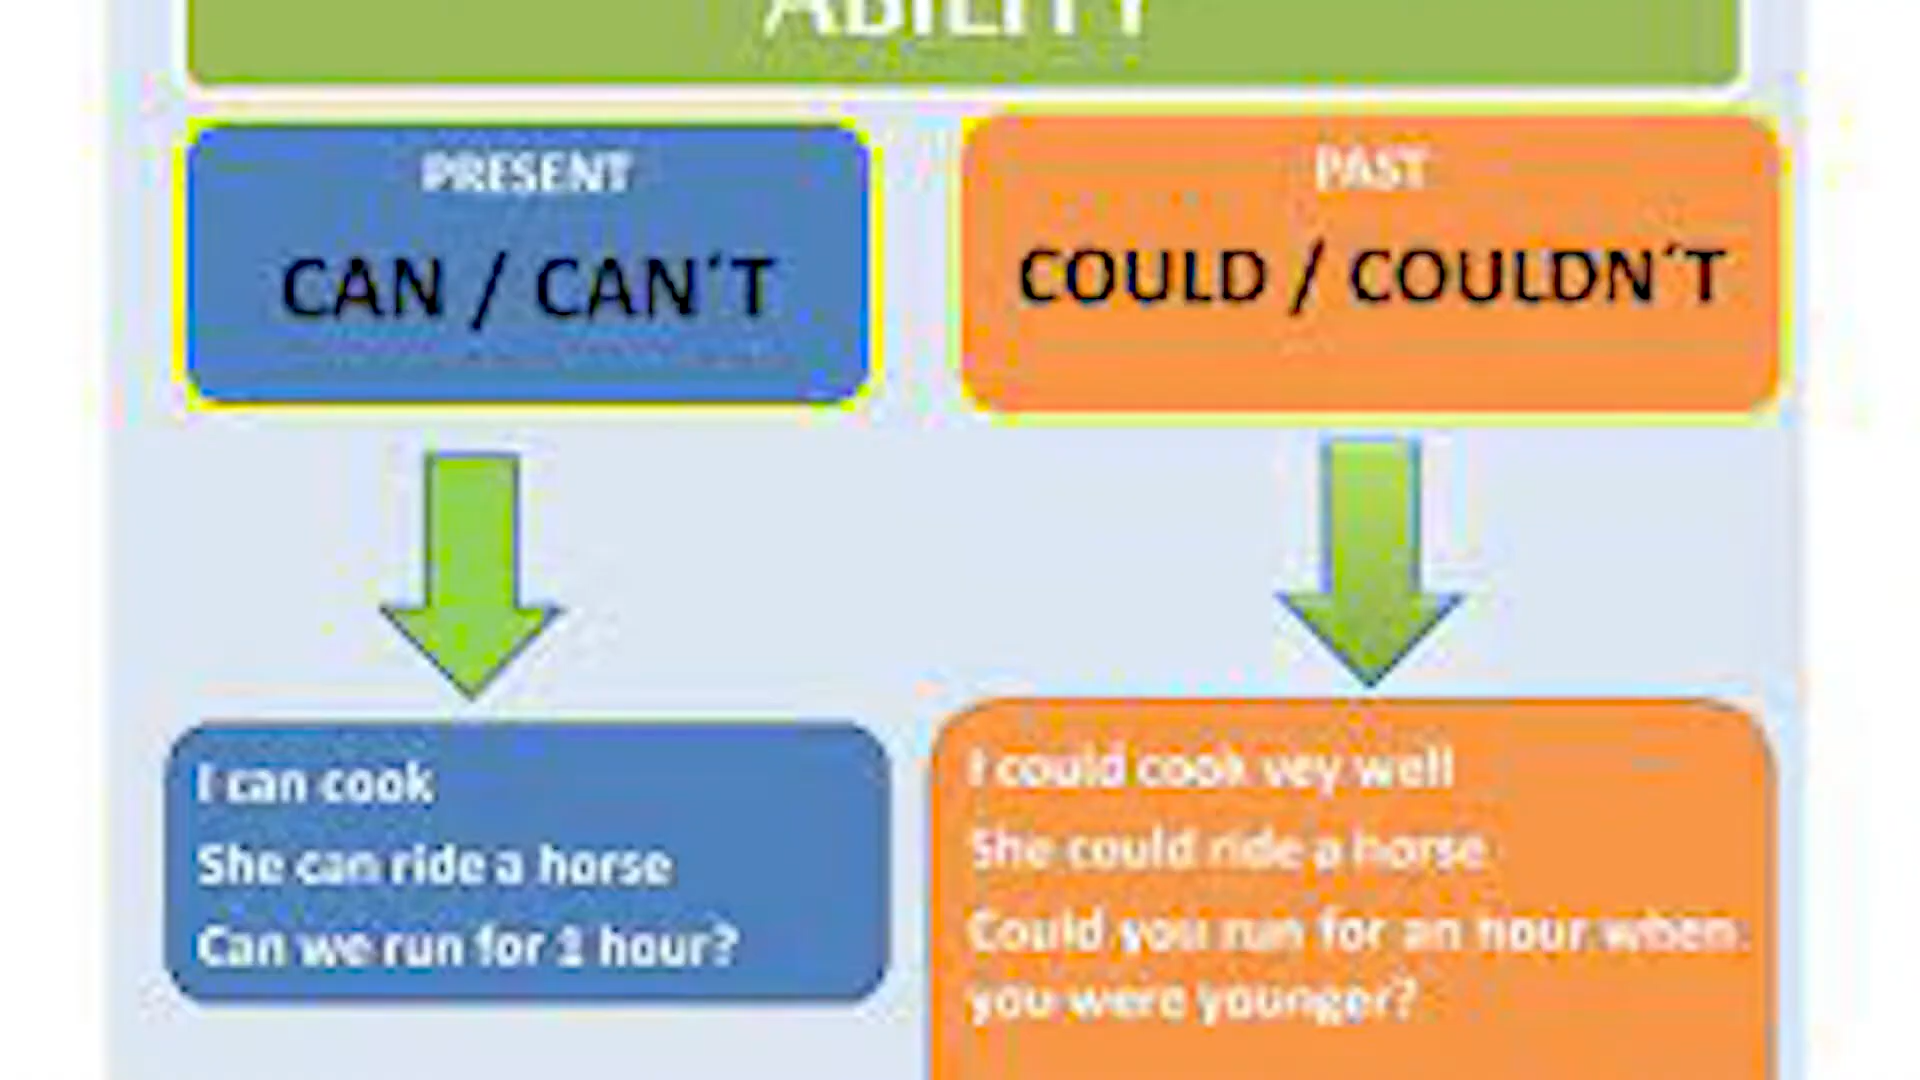 ABILITY
PRESENT
CAN / CAN´T
PAST
COULD / COULDN´T
I can cook
She can ride a horse
Can we run for 1 hour?
I could cook vey well
She could ride a horse
Could you run for an hour when
you were younger?